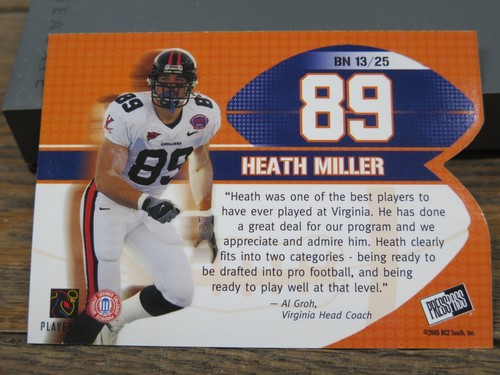 BN 13/25
89
HEATH MILLER
"Heath was one of the best players to
have ever played at Virginia. He has done
a great deal for our program and we
appreciate and admire him. Heath clearly
fits into two categories - being ready to
be drafted into pro football, and being
ready to play well at that level."
— Al Groh,
Virginia Head Coach
PRESS PASS
©2005 RC2 South, Inc.
89
89
PLAYE